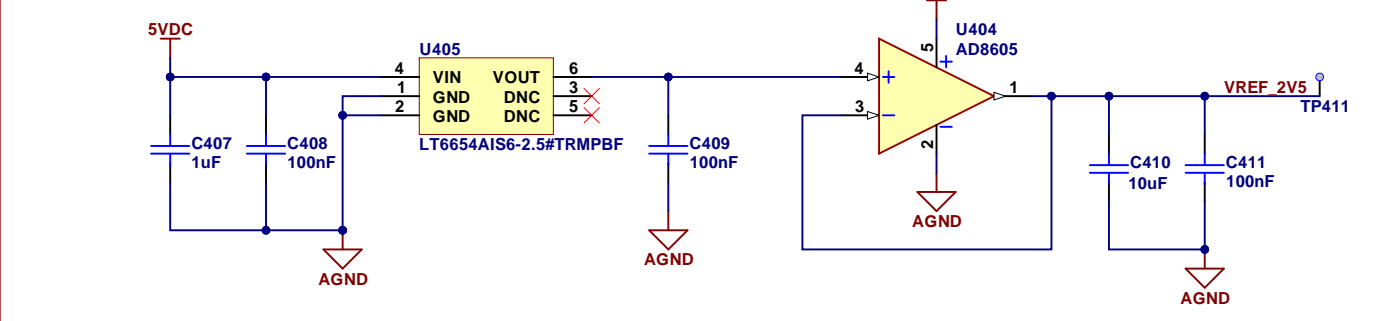 5VDC
U405
4 VIN VOUT 6
1 GND DNC 3
2 GND DNC 5
LT6654AIS6-2.5#TRMPBF
C407
1uF
C408
100nF
AGND
C409
100nF
AGND
U404
AD8605
5
+
4 +
3 −
1
−
2
AGND
VREF_2V5
TP411
C410
10uF
C411
100nF
AGND